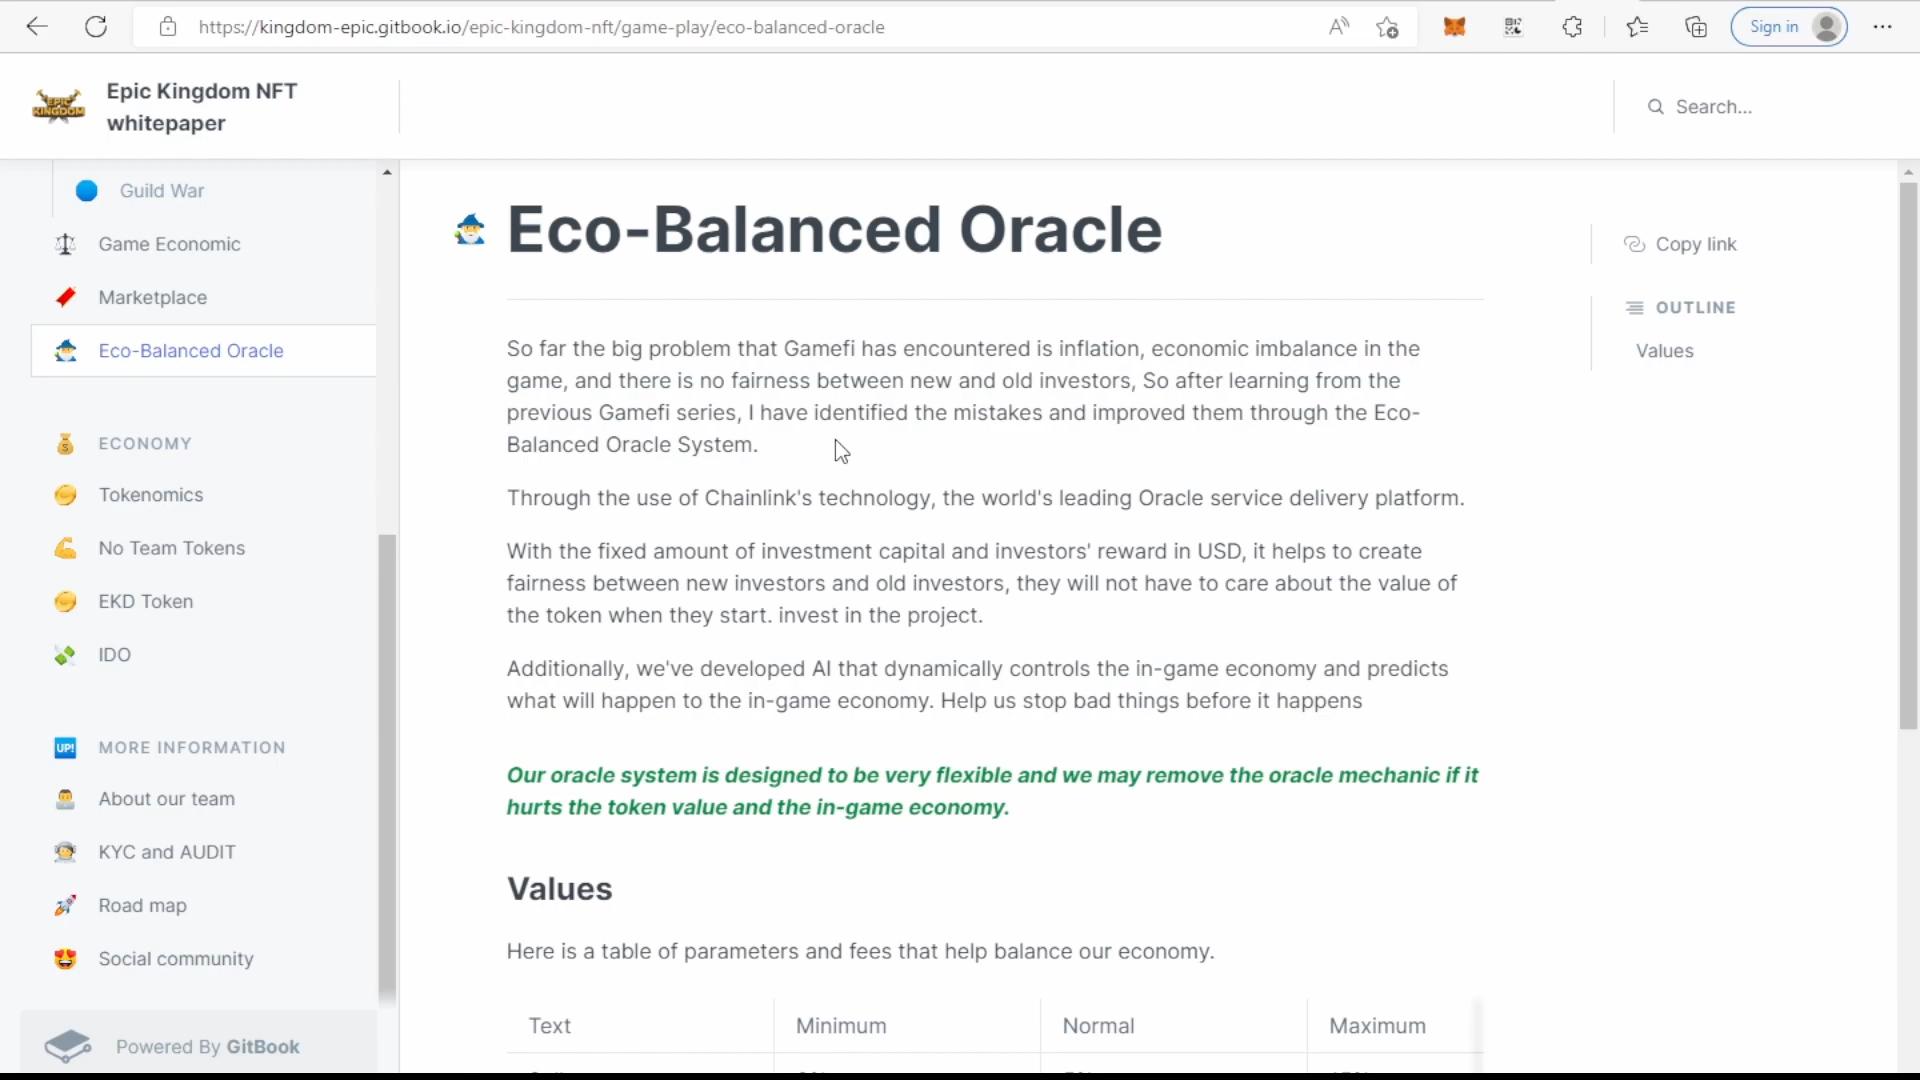 https://kingdom-epic.gitbook.io/epic-kingdom-nft/game-play/eco-balanced-oracle
Sign in
EPIC KINGDOM
Epic Kingdom NFT
whitepaper
Search...
Guild War
Game Economic
Marketplace
Eco-Balanced Oracle
ECONOMY
Tokenomics
No Team Tokens
EKD Token
IDO
UP!
MORE INFORMATION
About our team
KYC and AUDIT
Road map
Social community
Powered By GitBook
Eco-Balanced Oracle
So far the big problem that Gamefi has encountered is inflation, economic imbalance in the
game, and there is no fairness between new and old investors, So after learning from the
previous Gamefi series, I have identified the mistakes and improved them through the Eco-
Balanced Oracle System.
Through the use of Chainlink's technology, the world's leading Oracle service delivery platform.
With the fixed amount of investment capital and investors' reward in USD, it helps to create
fairness between new investors and old investors, they will not have to care about the value of
the token when they start. invest in the project.
Additionally, we've developed AI that dynamically controls the in-game economy and predicts
what will happen to the in-game economy. Help us stop bad things before it happens
Our oracle system is designed to be very flexible and we may remove the oracle mechanic if it
hurts the token value and the in-game economy.
Values
Here is a table of parameters and fees that help balance our economy.
Text Minimum Normal Maximum
Copy link
OUTLINE
Values